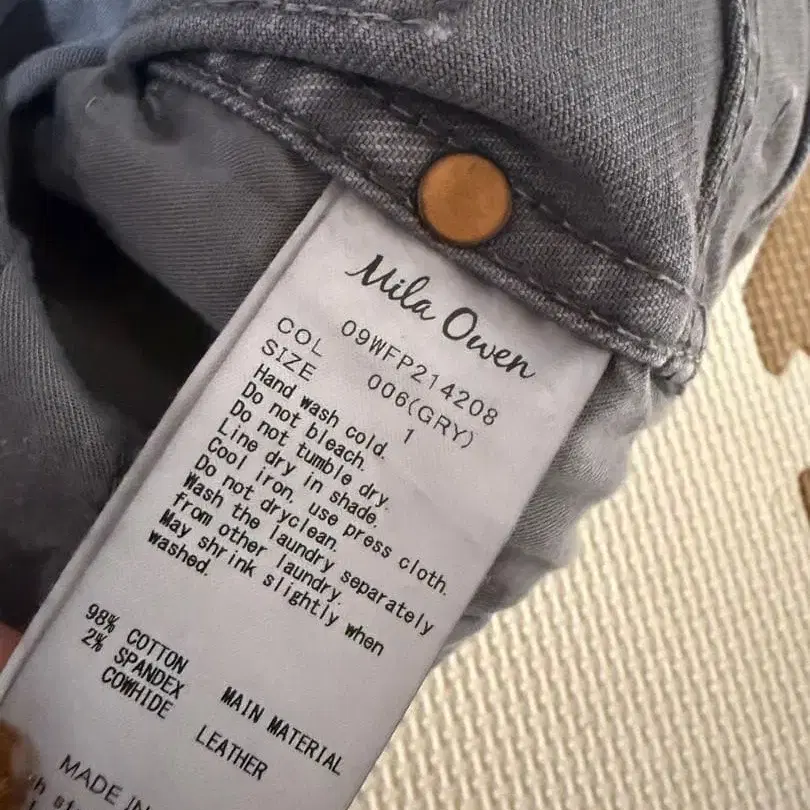 Mila Owen
09WFP214208
COL 006(GRY)
SIZE 1
Hand wash cold.
Do not bleach.
Do not tumble dry.
Line dry in shade.
Cool iron, use press cloth.
Do not dryclean.
Wash the laundry separately
from other laundry.
May shrink slightly when
washed.
98% COTTON MAIN MATERIAL
2% SPANDEX
COWHIDE LEATHER
MADE IN